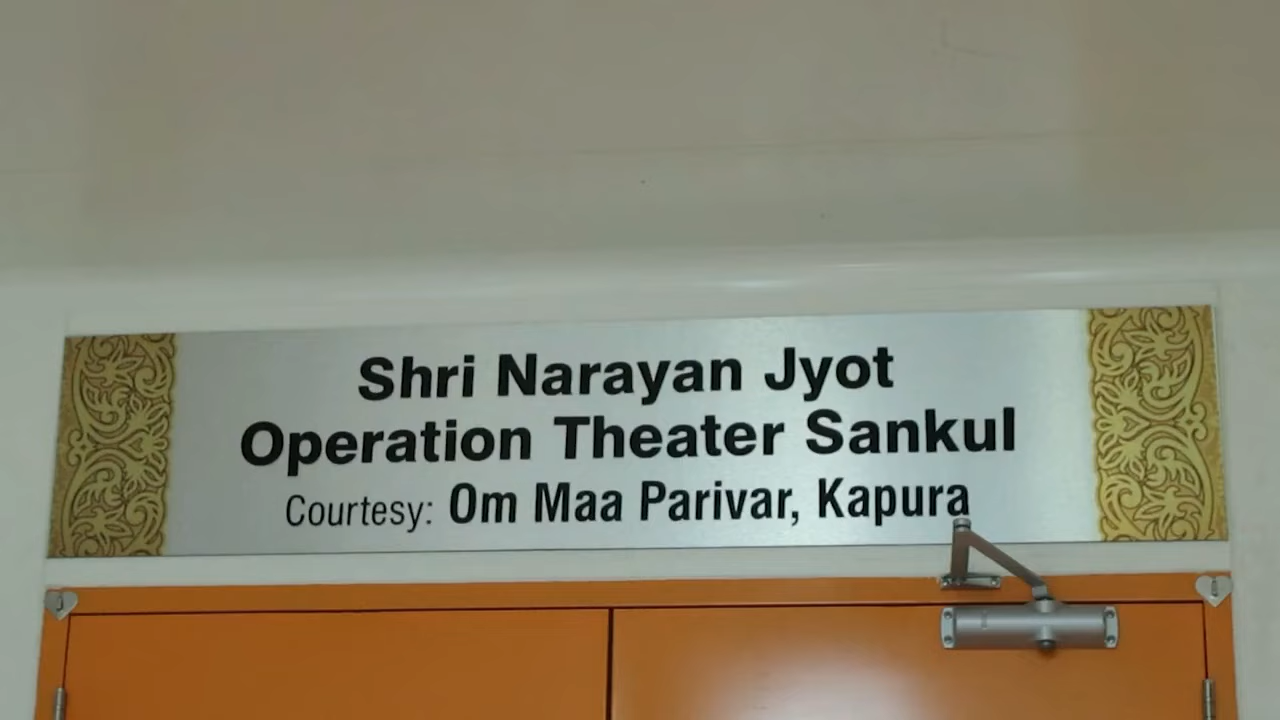 Shri Narayan Jyot
Operation Theater Sankul
Courtesy: Om Maa Parivar, Kapura